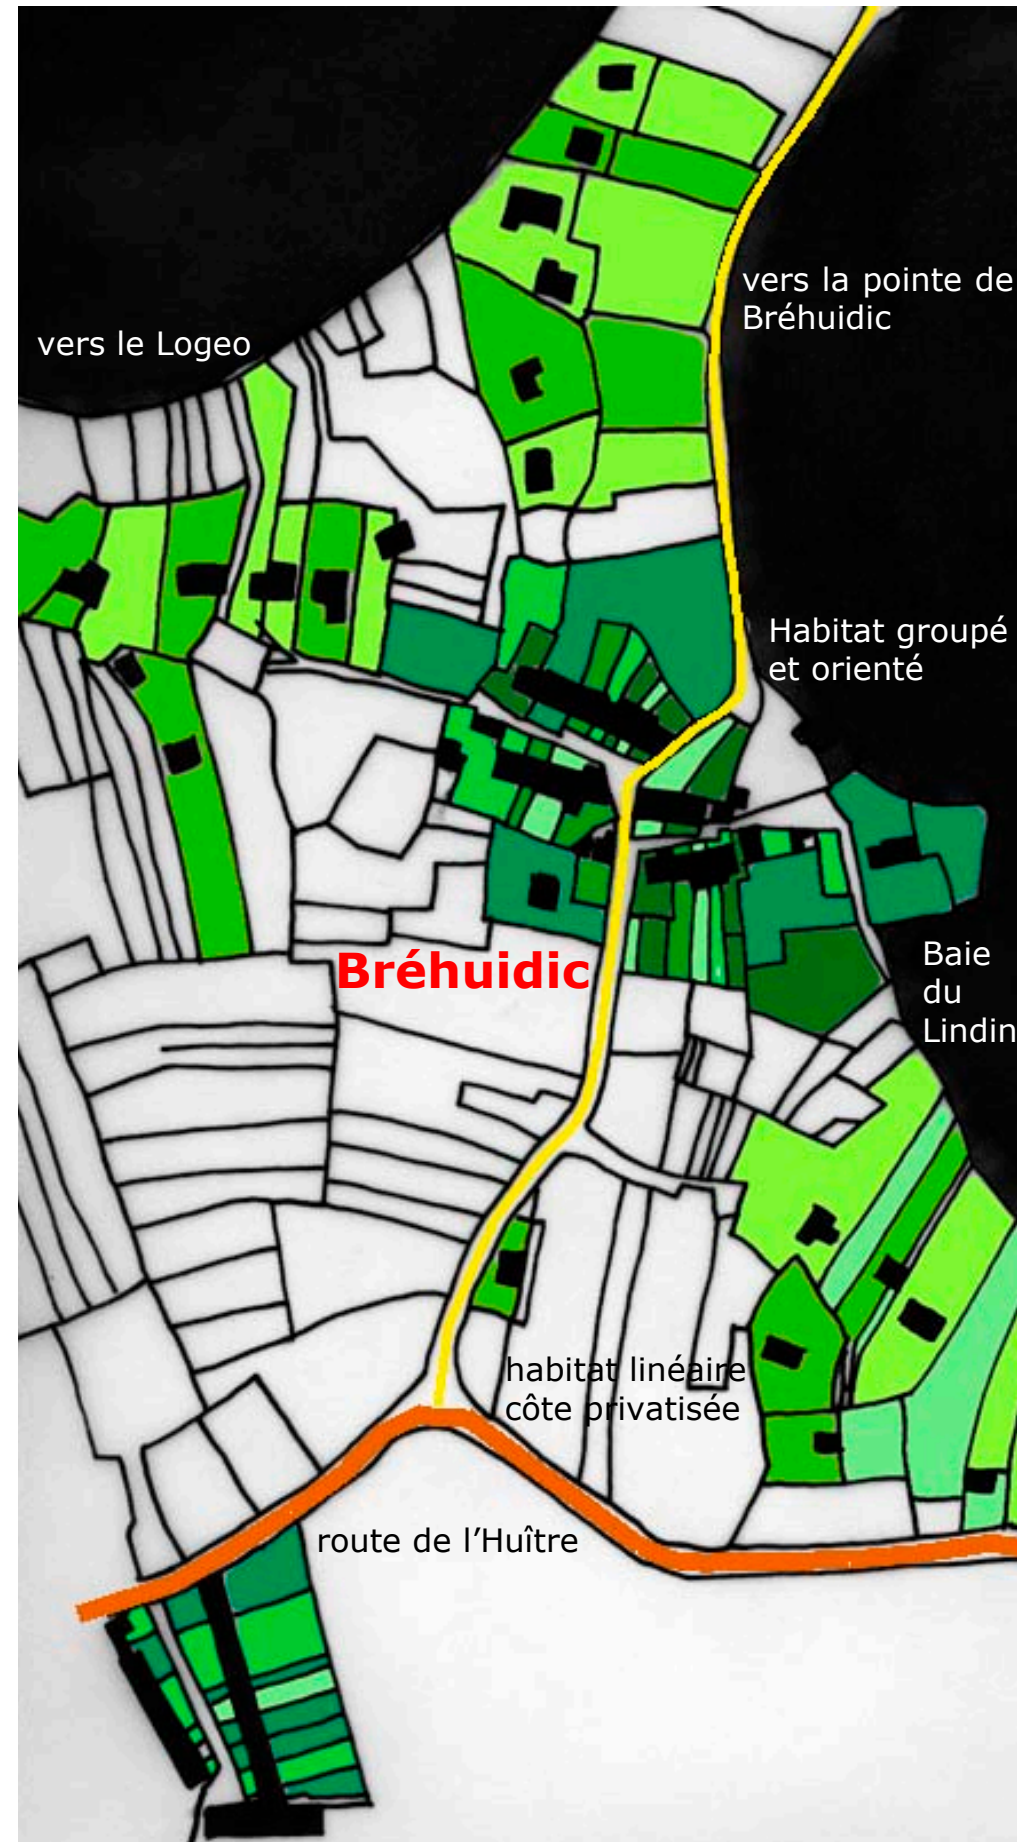 vers la pointe de
Bréhuidic
vers le Logeo
Habitat groupé
et orienté
Baie
du
Lindin
Bréhuidic
habitat linéaire
côte privatisée
route de l’Huître